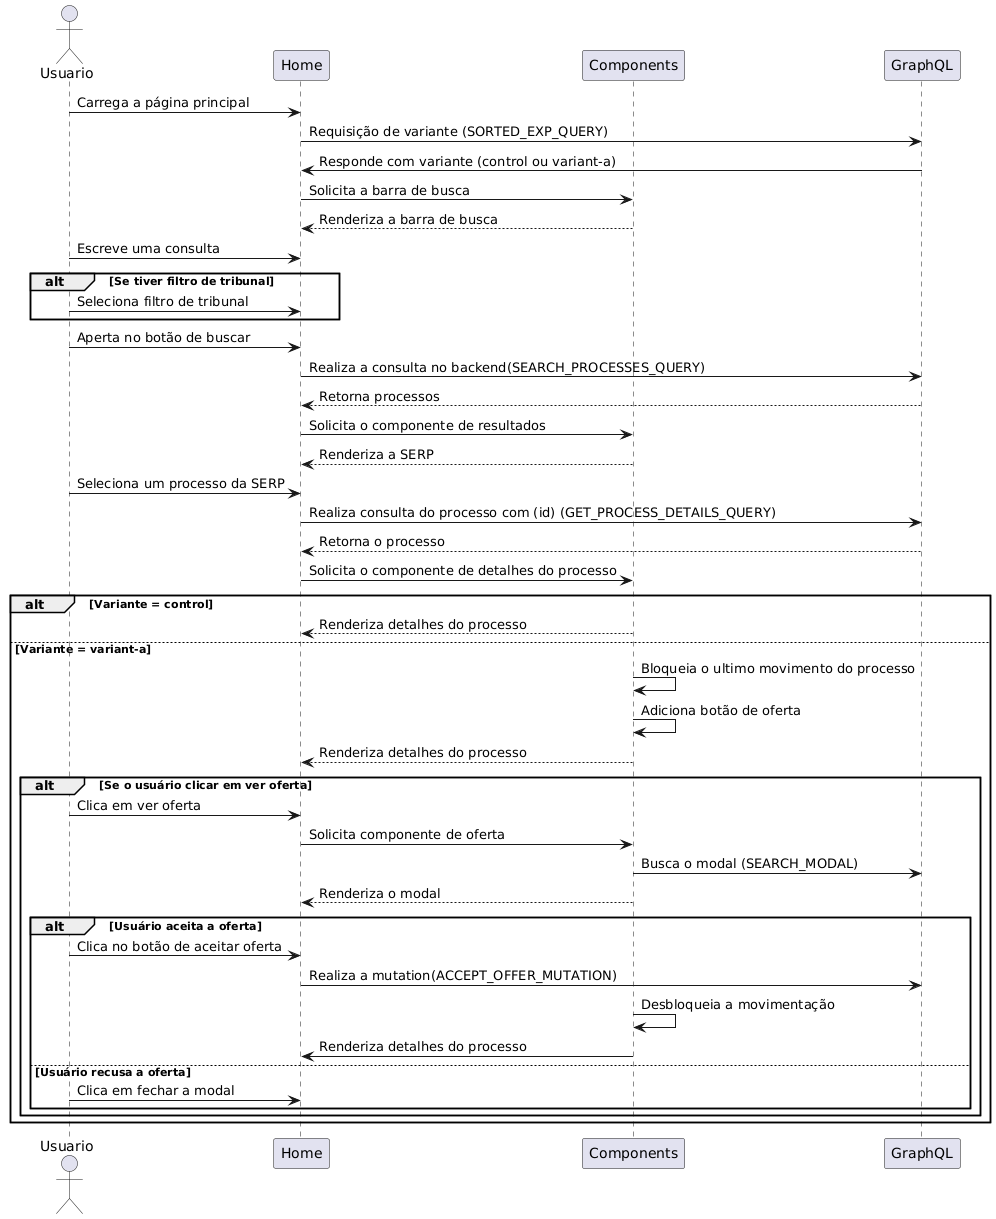 Usuario
Home
Components
GraphQL
Carrega a página principal
Requisição de variante (SORTED_EXP_QUERY)
Responde com variante (control ou variant-a)
Solicita a barra de busca
Renderiza a barra de busca
Escreve uma consulta
alt [Se tiver filtro de tribunal]
Seleciona filtro de tribunal
Aperta no botão de buscar
Realiza a consulta no backend(SEARCH_PROCESSES_QUERY)
Retorna processos
Solicita o componente de resultados
Renderiza a SERP
Seleciona um processo da SERP
Realiza consulta do processo com (id) (GET_PROCESS_DETAILS_QUERY)
Retorna o processo
Solicita o componente de detalhes do processo
alt [Variante = control]
Renderiza detalhes do processo
[Variante = variant-a]
Bloqueia o ultimo movimento do processo
Adiciona botão de oferta
Renderiza detalhes do processo
alt [Se o usuário clicar em ver oferta]
Clica em ver oferta
Solicita componente de oferta
Busca o modal (SEARCH_MODAL)
Renderiza o modal
alt [Usuário aceita a oferta]
Clica no botão de aceitar oferta
Realiza a mutation(ACCEPT_OFFER_MUTATION)
Desbloqueia a movimentação
Renderiza detalhes do processo
[Usuário recusa a oferta]
Clica em fechar a modal
Usuario
Home
Components
GraphQL